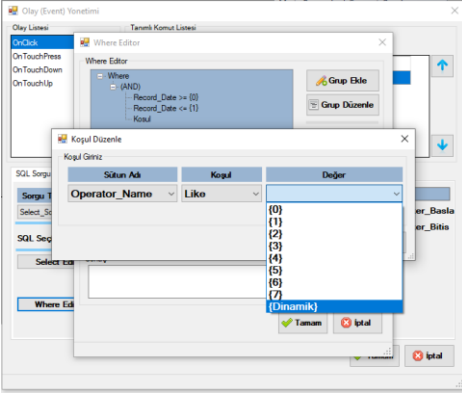 Olay (Event) Yonetimi
Olay Listesi
Tanımlı Komut Listesi
OnClick
OnTouchPress
OnTouchDown
OnTouchUp
Where Editor
Where Editor
Where
(AND)
Record_Date >= {0}
Record_Date <= {1}
Kosul
Grup Ekle
Grup Düzenle
Koşul Düzenle
Koşul Giriniz
Sütun Adı
Koşul
Değer
Operator_Name
Like
{0}
{1}
{2}
{3}
{4}
{5}
{6}
{7}
{Dinamik}
SQL Sorgu
Sorgu T
Select_So
SQL Seç
Select Edi
Where Edi
er_Basla
er_Bitis
Tamam
İptal
Tamam
İptal